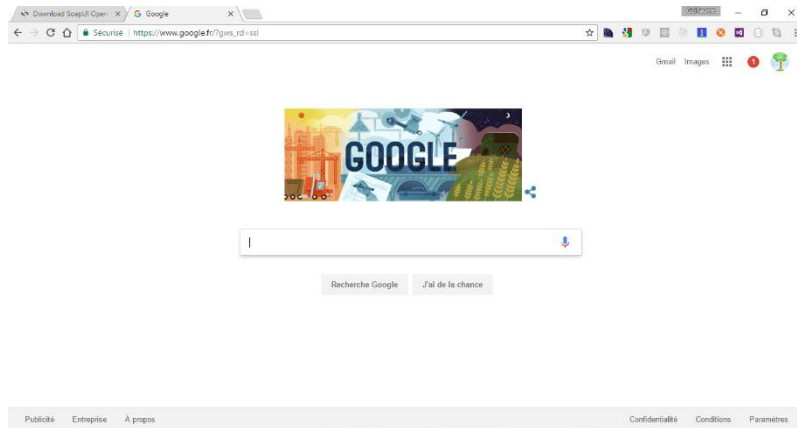 Download SoapUI Open
Google
Sécurisé
https://www.google.fr/?gws_rd=ssl
Gmail Images
1
GOOGLE
Recherche Google
J'ai de la chance
Publicité Entreprise À propos
Confidentialité Conditions Paramètres